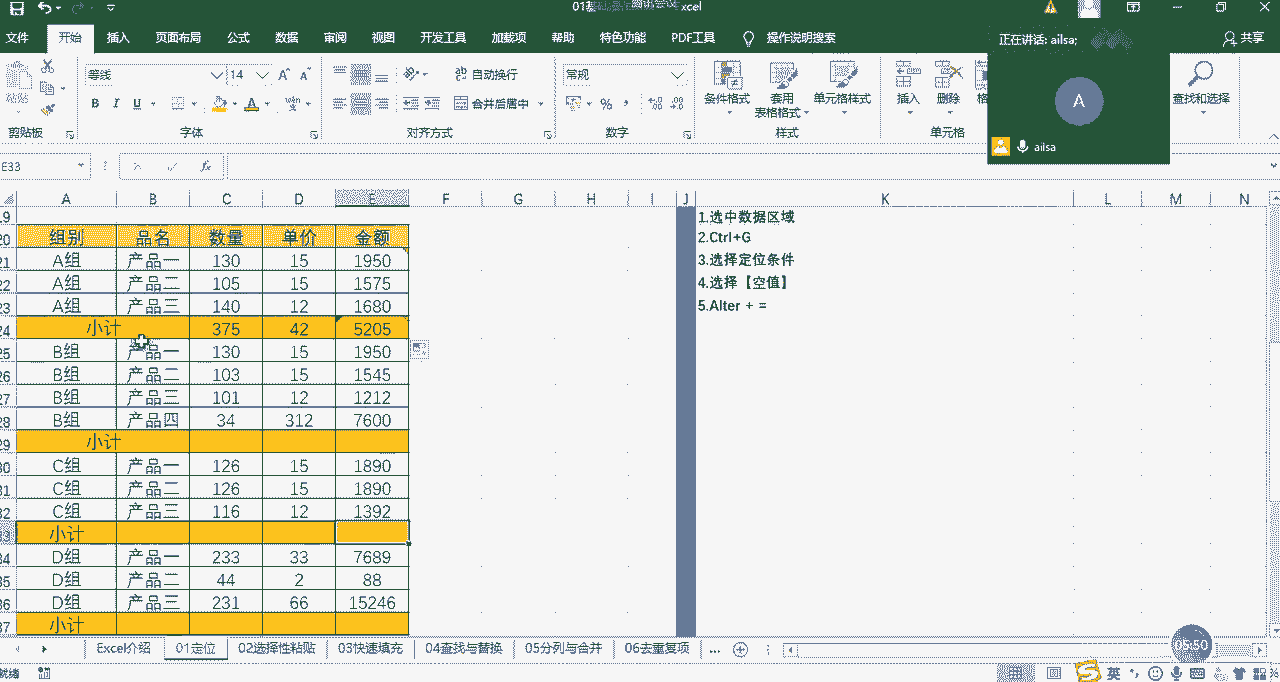 Excel
文件 开始 插入 页面布局 公式 数据 审阅 视图 开发工具 加载项 帮助 特色功能 PDF工具 操作说明搜索 共享
正在讲话: ailsa;
等线 14 自动换行 常规
B I U 合并后居中 % 条件格式 套用 表格格式 单元格样式 插入 删除 查找和选择
剪贴板 字体 对齐方式 数字 样式 单元格
A
ailsa
E33 fx
A B C D E F G H I J K L M N
19 1.选中数据区域
20 组别 品名 数量 单价 金额 2.Ctrl+G
21 A组 产品一 130 15 1950 3.选择定位条件
22 A组 产品二 105 15 1575 4.选择【空值】
23 A组 产品三 140 12 1680 5.Alter + =
24 小计 375 42 5205
25 B组 产品一 130 15 1950
26 B组 产品二 103 15 1545
27 B组 产品三 101 12 1212
28 B组 产品四 34 312 7600
29 小计
30 C组 产品一 126 15 1890
31 C组 产品二 126 15 1890
32 C组 产品三 116 12 1392
33 小计
34 D组 产品一 233 33 7689
35 D组 产品二 44 2 88
36 D组 产品三 231 66 15246
37 小计
Excel介绍 01定位 02选择性粘贴 03快速填充 04查找与替换 05分列与合并 06去重复项 ...
05:50
就绪 英